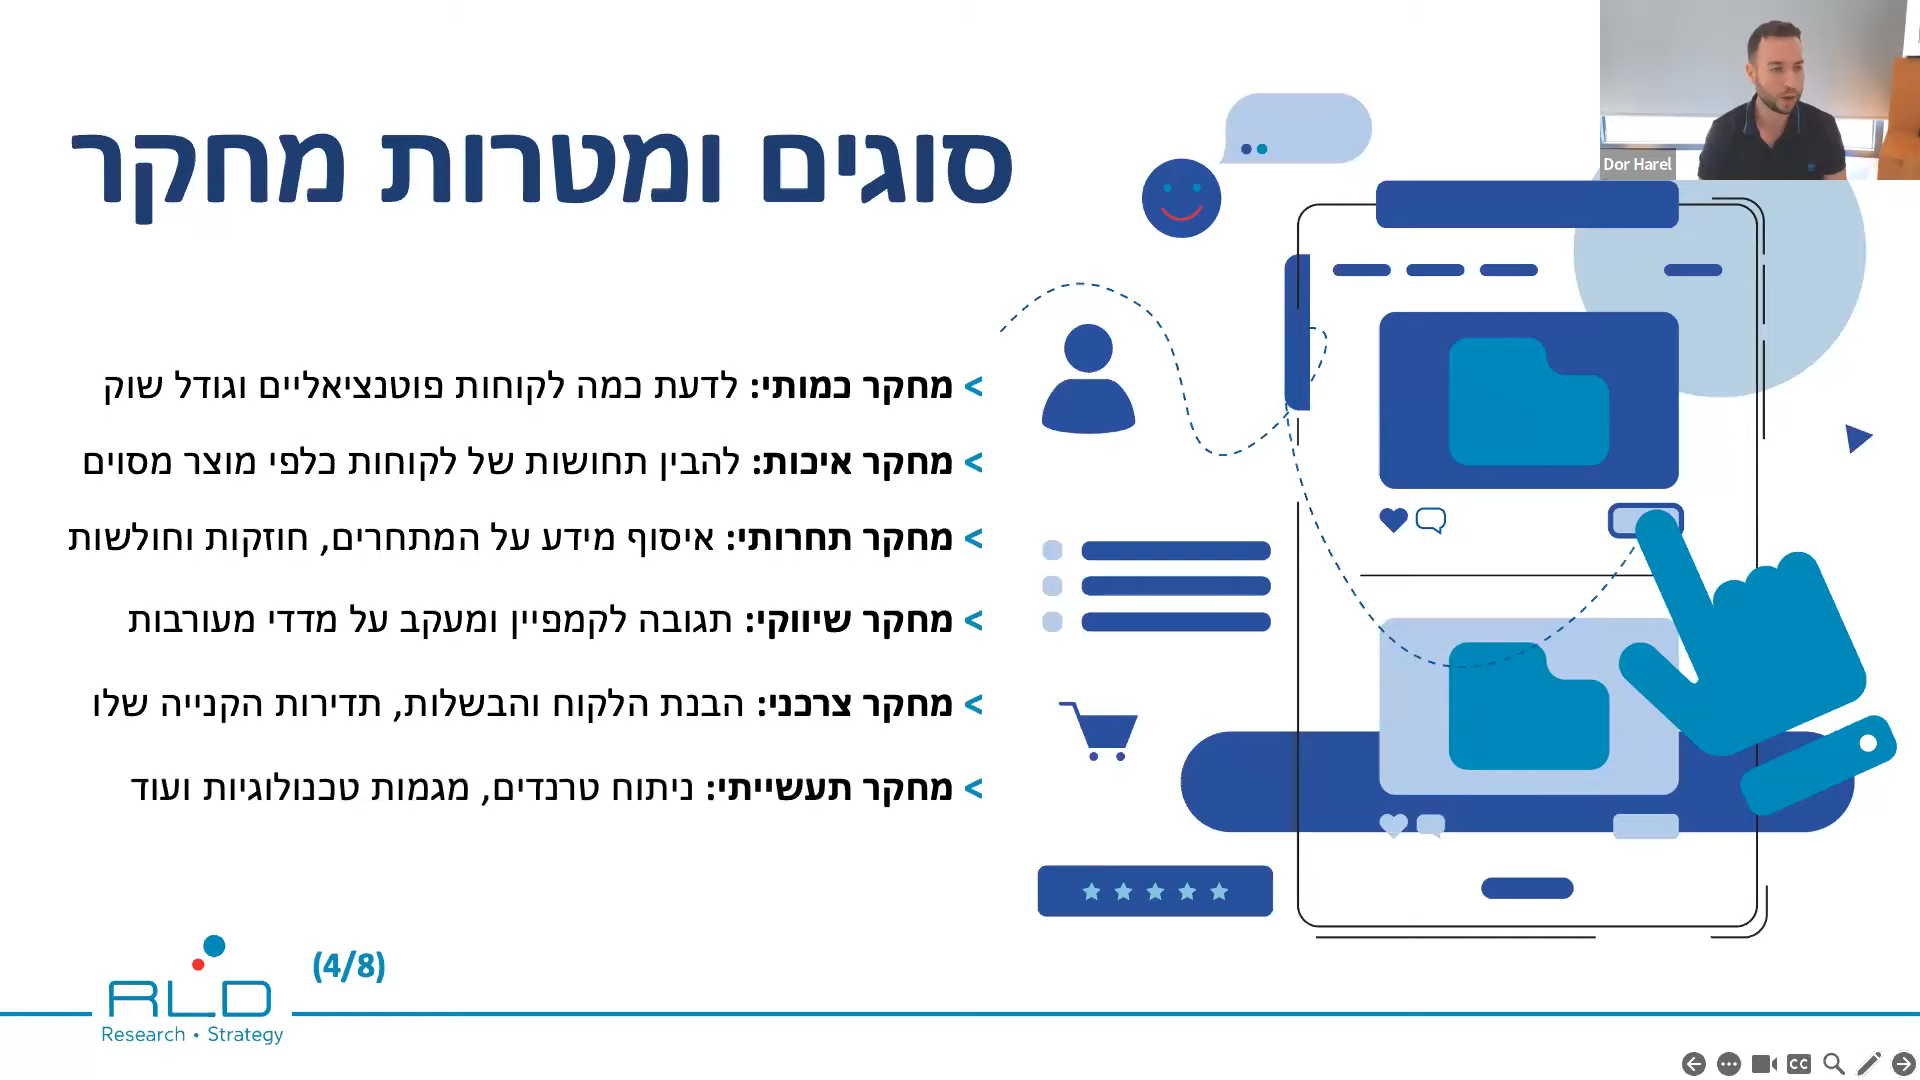 סוגים ומטרות מחקר
> מחקר כמותי: לדעת כמה לקוחות פוטנציאליים וגודל שוק
> מחקר איכות: להבין תחושות של לקוחות כלפי מוצר מסוים
> מחקר תחרותי: איסוף מידע על המתחרים, חוזקות וחולשות
> מחקר שיווקי: תגובה לקמפיין ומעקב על מדדי מעורבות
> מחקר צרכני: הבנת הלקוח והבשלות, תדירות הקנייה שלו
> מחקר תעשייתי: ניתוח טרנדים, מגמות טכנולוגיות ועוד
Dor Harel
(4/8)
RLD
Research • Strategy
CC